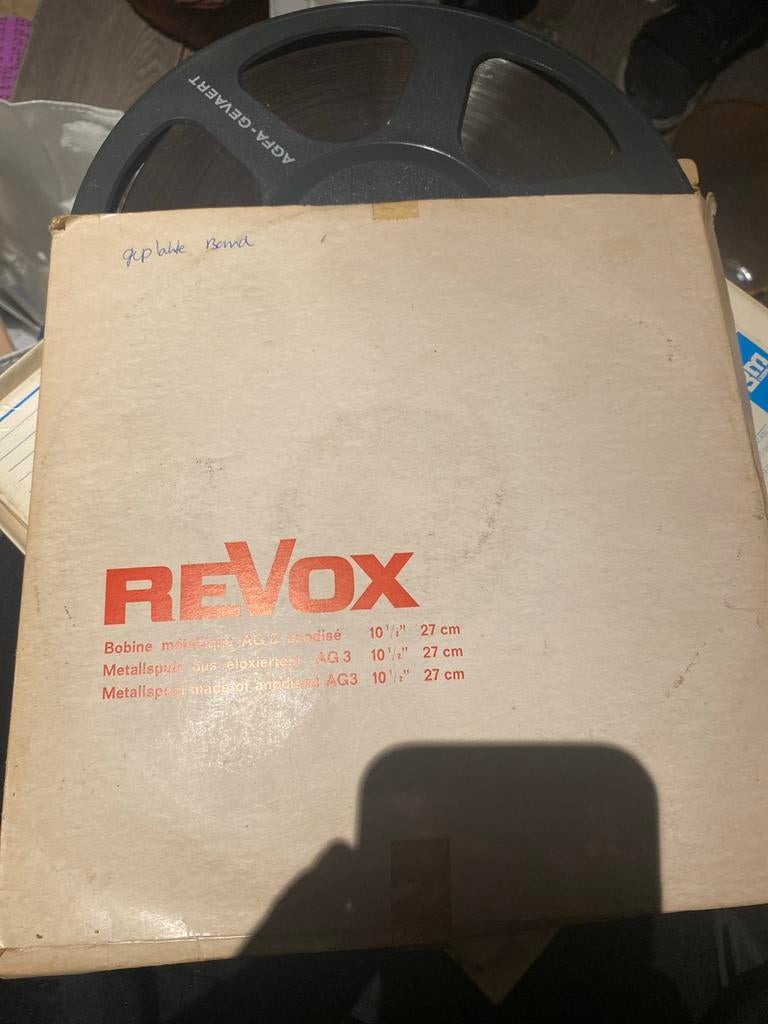 AGFA-GEVAERT
Band
REVOX
Bobine métallique AG 3 anodisé 10 1/2" 27 cm
Metallspule aus eloxiertem AG 3 10 1/2" 27 cm
Metallspool made of anodised AG3 10 1/2" 27 cm